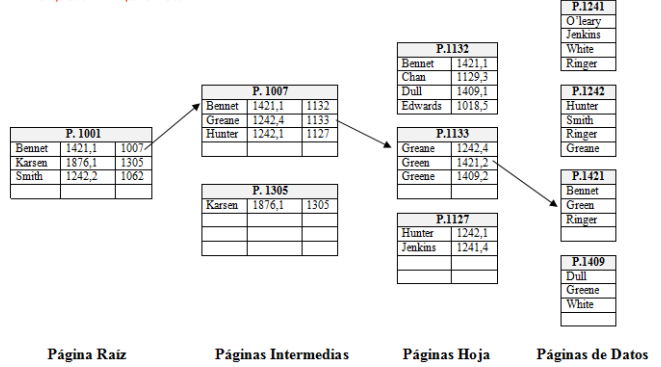 P. 1001
Bennet 1421,1 1007
Karsen 1876,1 1305
Smith 1242,2 1062
P. 1007
Bennet 1421,1 1132
Greane 1242,4 1133
Hunter 1242,1 1127
P. 1305
Karsen 1876,1 1305
P.1132
Bennet 1421,1
Chan 1129,3
Dull 1409,1
Edwards 1018,5
P.1133
Greane 1242,4
Green 1421,2
Greene 1409,2
P.1127
Hunter 1242,1
Jenkins 1241,4
P.1241
O'leary
Jenkins
White
Ringer
P.1242
Hunter
Smith
Ringer
Greane
P.1421
Bennet
Green
Ringer
P.1409
Dull
Greene
White
Página Raíz
Páginas Intermedias
Páginas Hoja
Páginas de Datos